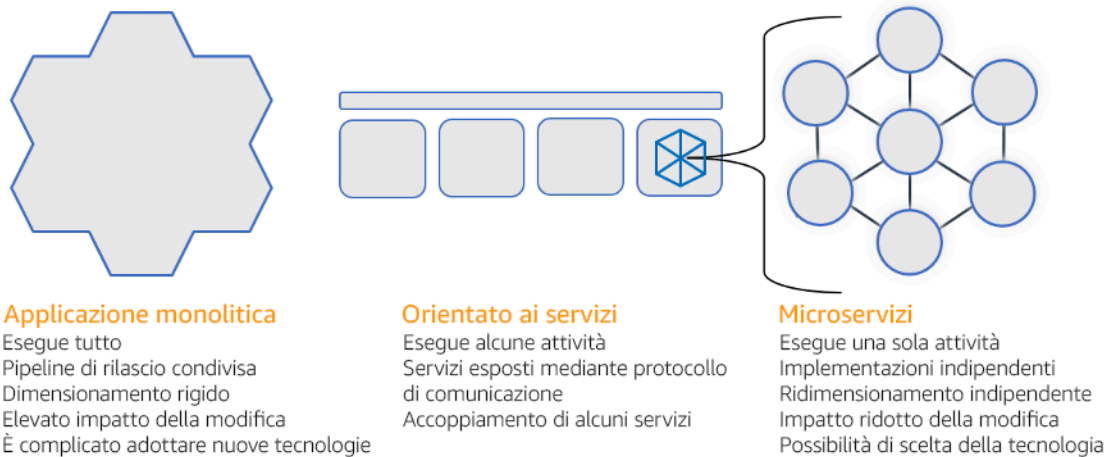 Applicazione monolitica
Esegue tutto
Pipeline di rilascio condivisa
Dimensionamento rigido
Elevato impatto della modifica
È complicato adottare nuove tecnologie
Orientato ai servizi
Esegue alcune attività
Servizi esposti mediante protocollo
di comunicazione
Accoppiamento di alcuni servizi
Microservizi
Esegue una sola attività
Implementazioni indipendenti
Ridimensionamento indipendente
Impatto ridotto della modifica
Possibilità di scelta della tecnologia